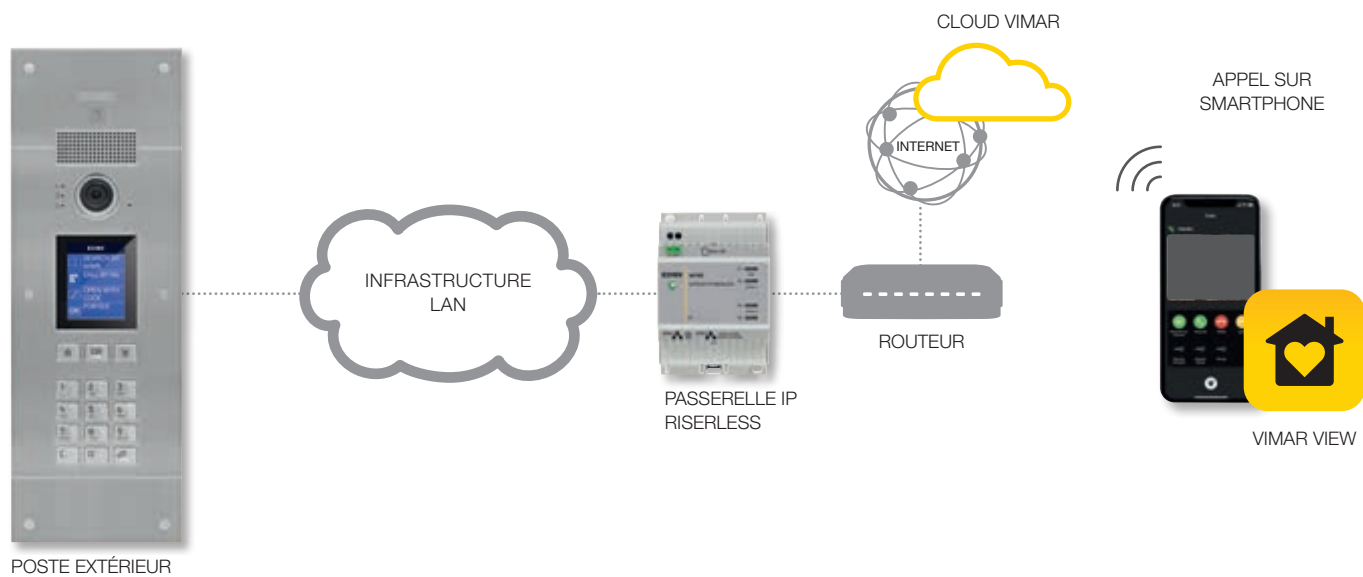 CLOUD VIMAR
APPEL SUR
SMARTPHONE
INTERNET
INFRASTRUCTURE
LAN
ROUTEUR
PASSERELLE IP
RISERLESS
VIMAR VIEW
POSTE EXTÉRIEUR